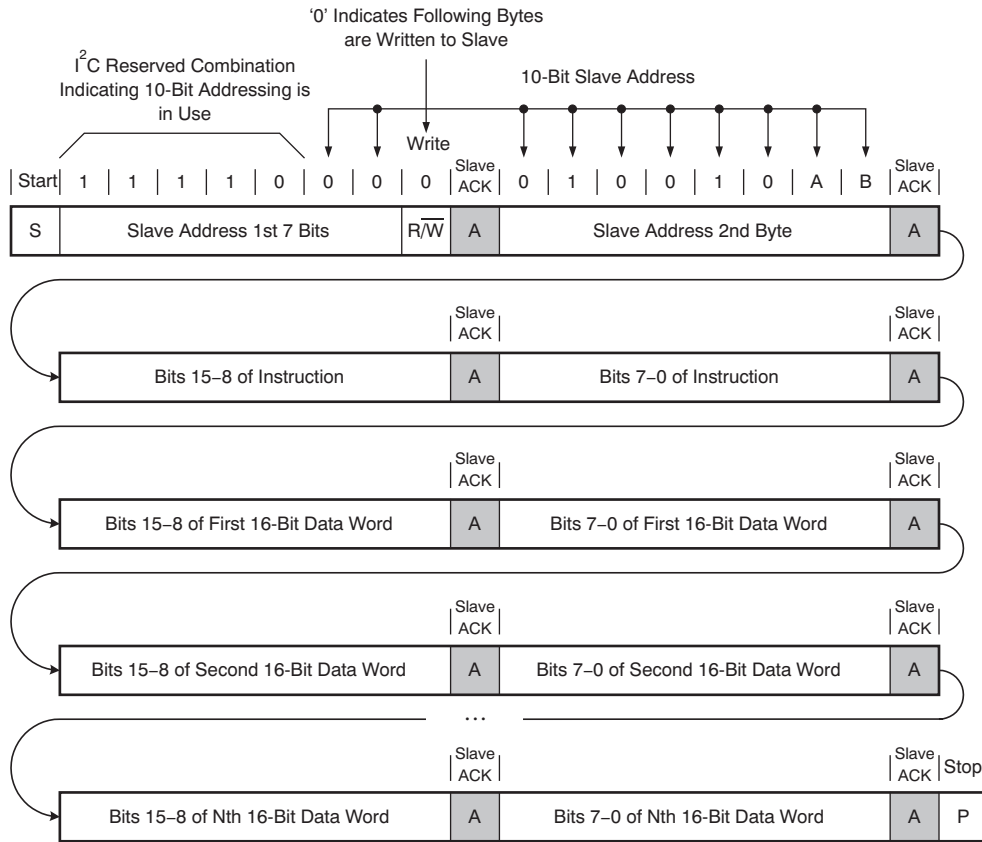 '0' Indicates Following Bytes
are Written to Slave
I2C Reserved Combination
Indicating 10-Bit Addressing is
in Use
10-Bit Slave Address
Write
Start 1 1 1 1 0 0 0 0 Slave ACK 0 1 0 0 1 0 A B Slave ACK
S Slave Address 1st 7 Bits R/W A Slave Address 2nd Byte A
Slave ACK Slave ACK
Bits 15–8 of Instruction A Bits 7–0 of Instruction A
Slave ACK Slave ACK
Bits 15–8 of First 16-Bit Data Word A Bits 7–0 of First 16-Bit Data Word A
Slave ACK Slave ACK
Bits 15–8 of Second 16-Bit Data Word A Bits 7–0 of Second 16-Bit Data Word A
...
Slave ACK Slave ACK Stop
Bits 15–8 of Nth 16-Bit Data Word A Bits 7–0 of Nth 16-Bit Data Word A P